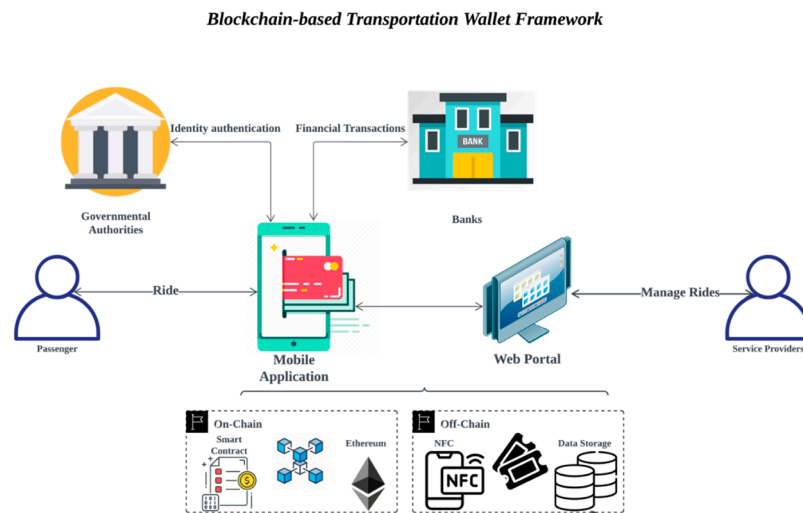 Blockchain-based Transportation Wallet Framework
Identity authentication
Financial Transactions
BANK
Governmental
Authorities
Banks
Ride
Manage Rides
Passenger
Mobile
Application
Web Portal
Service Providers
On-Chain
Smart
Contract
Ethereum
Off-Chain
NFC
Data Storage
NFC